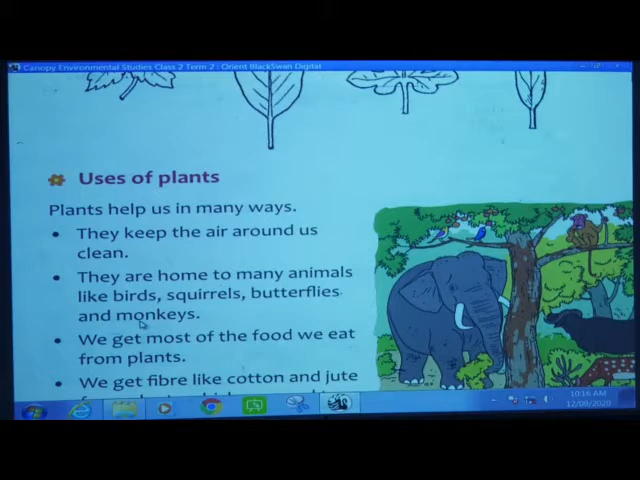 Canopy Environmental Studies Class 2 Term 2 : Orient BlackSwan Digital
Uses of plants
Plants help us in many ways.
They keep the air around us
clean.
They are home to many animals
like birds, squirrels, butterflies
and monkeys.
We get most of the food we eat
from plants.
We get fibre like cotton and jute
10:16 AM
12/09/2020